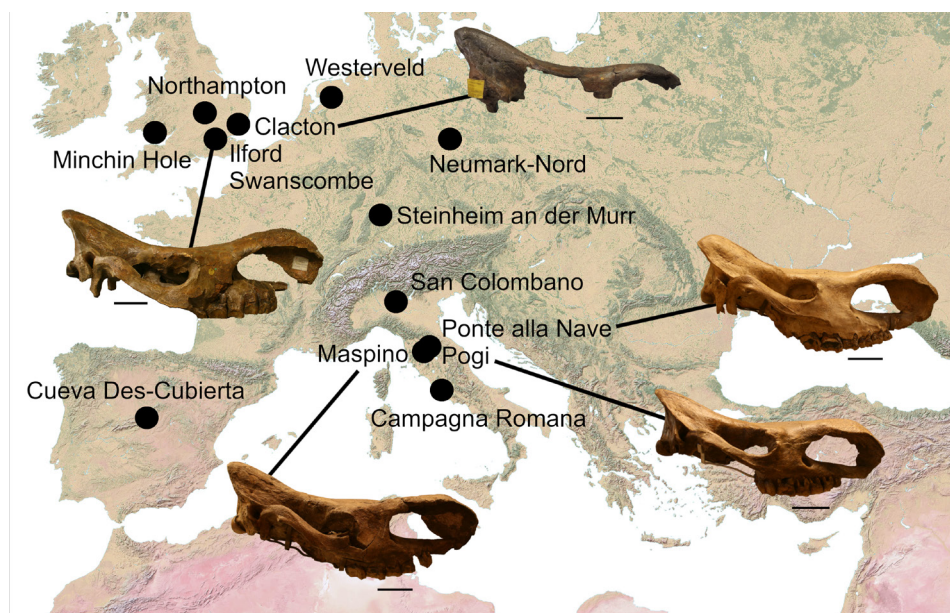 Westerveld
Northampton
Clacton
Minchin Hole
Ilford
Swanscombe
Neumark-Nord
Steinheim an der Murr
San Colombano
Ponte alla Nave
Maspino
Pogi
Cueva Des-Cubierta
Campagna Romana